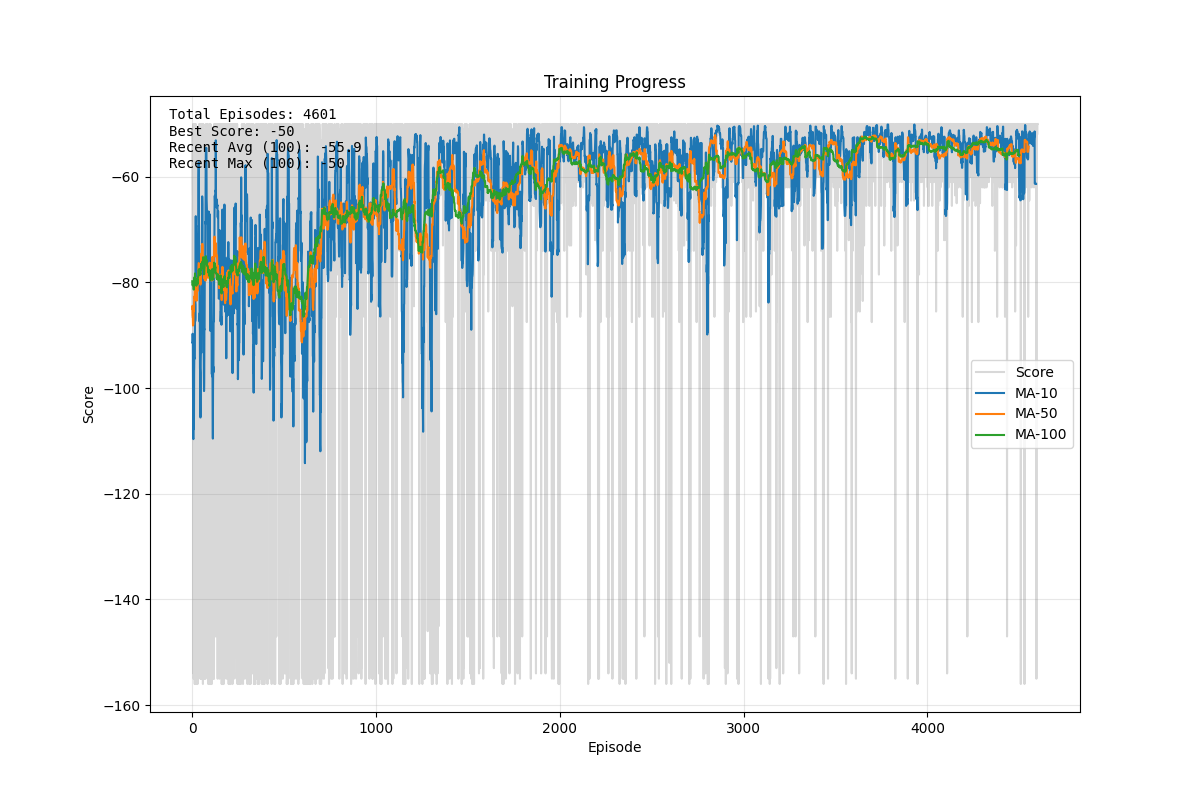 Training Progress
Total Episodes: 4601
Best Score: -50
Recent Avg (100): -55.9
Recent Max (100): -50
−60
−80
−100
−120
−140
−160
Score
Score
MA-10
MA-50
MA-100
0
1000
2000
3000
4000
Episode